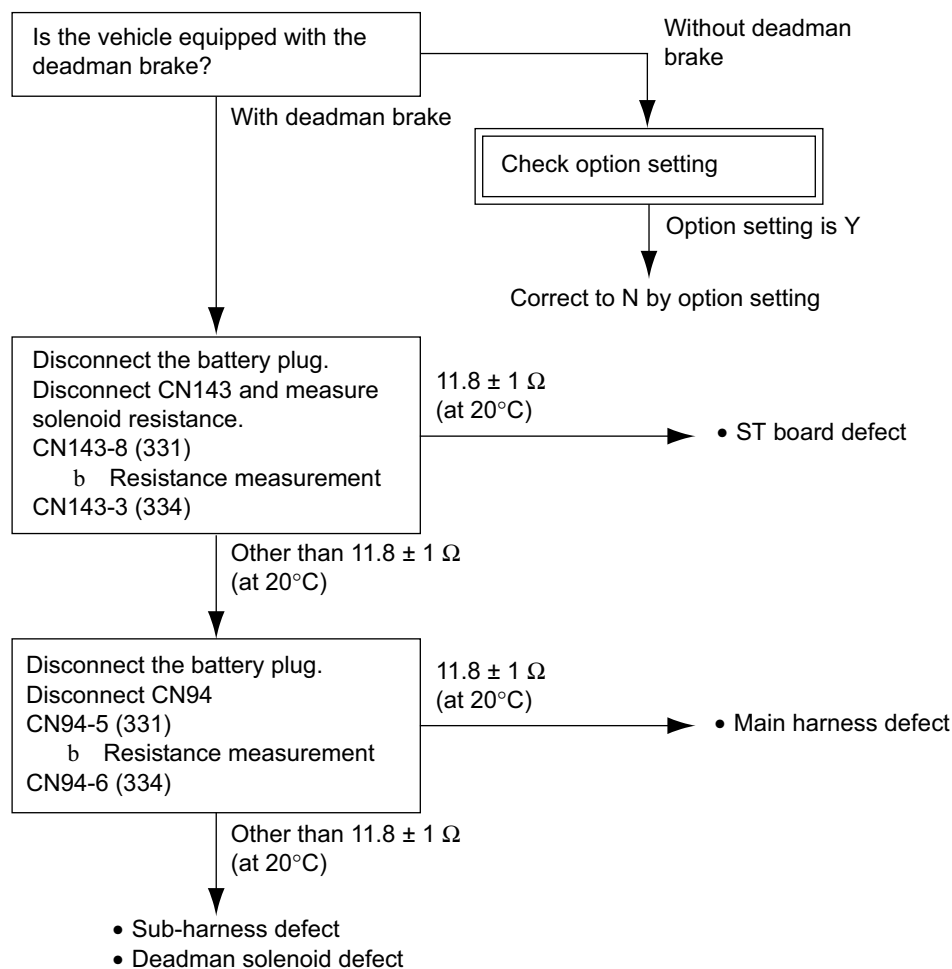 Is the vehicle equipped with the
deadman brake?
Without deadman
brake
With deadman brake
Check option setting
Option setting is Y
Correct to N by option setting
Disconnect the battery plug.
Disconnect CN143 and measure
solenoid resistance.
CN143-8 (331)
b Resistance measurement
CN143-3 (334)
11.8 ± 1 Ω
(at 20°C)
• ST board defect
Other than 11.8 ± 1 Ω
(at 20°C)
Disconnect the battery plug.
Disconnect CN94
CN94-5 (331)
b Resistance measurement
CN94-6 (334)
11.8 ± 1 Ω
(at 20°C)
• Main harness defect
Other than 11.8 ± 1 Ω
(at 20°C)
• Sub-harness defect
• Deadman solenoid defect